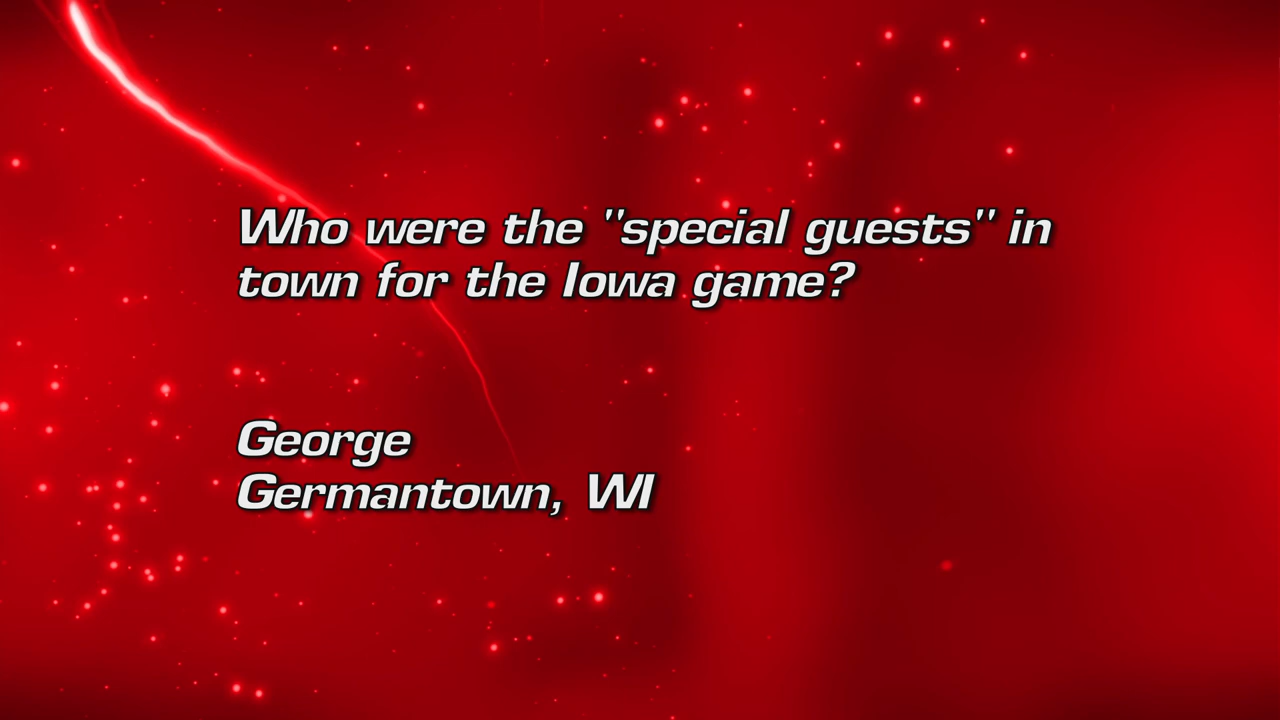 Who were the "special guests" in
town for the Iowa game?
George
Germantown, WI